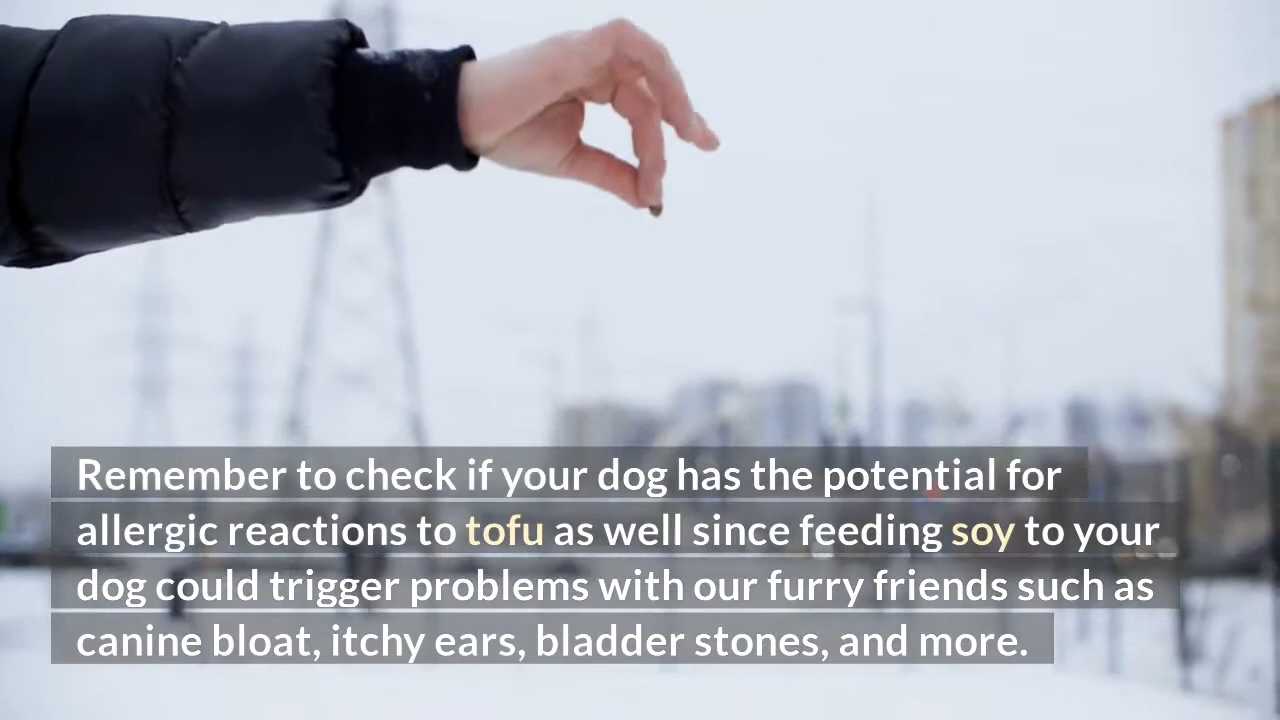 Remember to check if your dog has the potential for
allergic reactions to tofu as well since feeding soy to your
dog could trigger problems with our furry friends such as
canine bloat, itchy ears, bladder stones, and more.